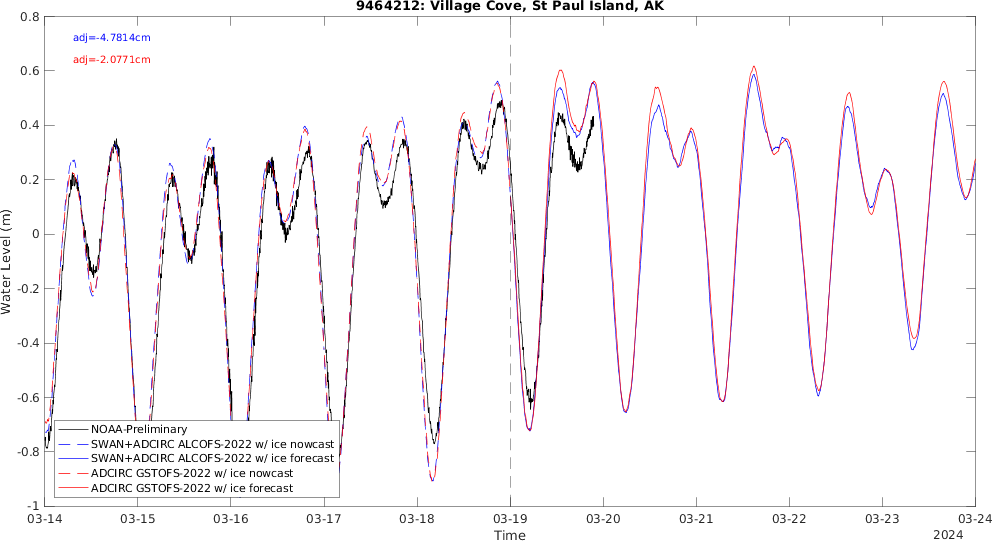 9464212: Village Cove, St Paul Island, AK
adj=-4.7814cm
adj=-2.0771cm
Water Level (m)
0.8
0.6
0.4
0.2
0
-0.2
-0.4
-0.6
-0.8
-1
NOAA-Preliminary
SWAN+ADCIRC ALCOFS-2022 w/ ice nowcast
SWAN+ADCIRC ALCOFS-2022 w/ ice forecast
ADCIRC GSTOFS-2022 w/ ice nowcast
ADCIRC GSTOFS-2022 w/ ice forecast
03-14 03-15 03-16 03-17 03-18 03-19 03-20 03-21 03-22 03-23 03-24
Time
2024